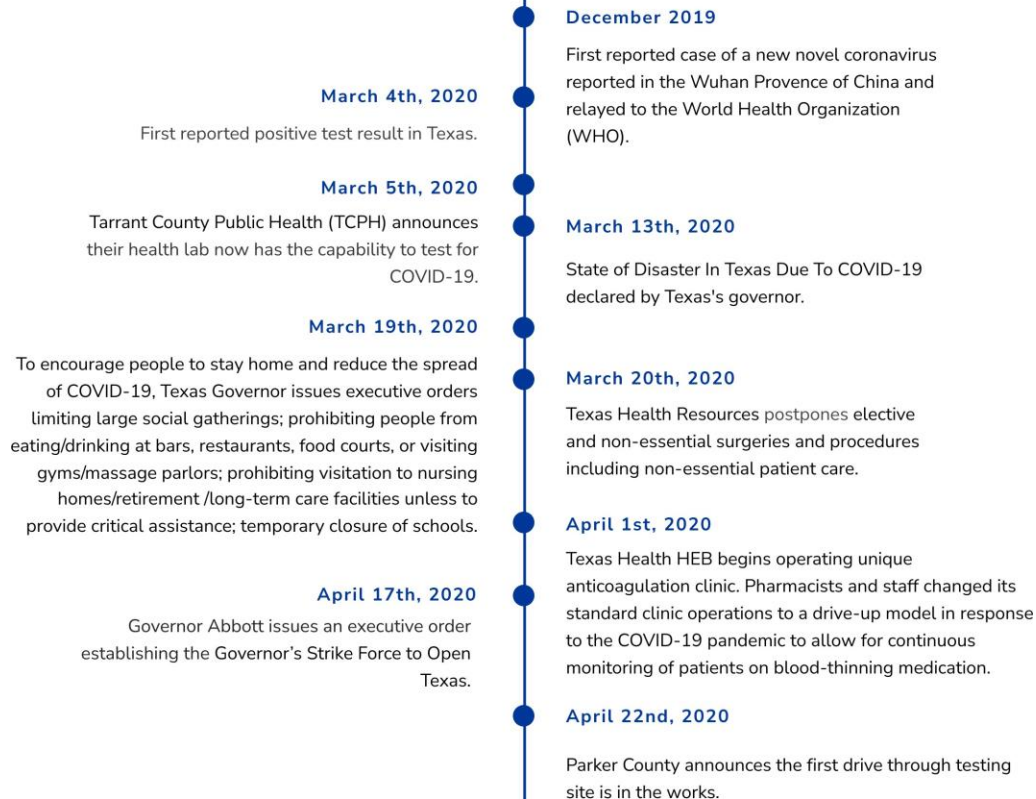 December 2019
First reported case of a new novel coronavirus
reported in the Wuhan Provence of China and
relayed to the World Health Organization
(WHO).
March 4th, 2020
First reported positive test result in Texas.
March 5th, 2020
Tarrant County Public Health (TCPH) announces
their health lab now has the capability to test for
COVID-19.
March 13th, 2020
State of Disaster In Texas Due To COVID-19
declared by Texas's governor.
March 19th, 2020
To encourage people to stay home and reduce the spread
of COVID-19, Texas Governor issues executive orders
limiting large social gatherings; prohibiting people from
eating/drinking at bars, restaurants, food courts, or visiting
gyms/massage parlors; prohibiting visitation to nursing
homes/retirement /long-term care facilities unless to
provide critical assistance; temporary closure of schools.
March 20th, 2020
Texas Health Resources postpones elective
and non-essential surgeries and procedures
including non-essential patient care.
April 1st, 2020
Texas Health HEB begins operating unique
anticoagulation clinic. Pharmacists and staff changed its
standard clinic operations to a drive-up model in response
to the COVID-19 pandemic to allow for continuous
monitoring of patients on blood-thinning medication.
April 17th, 2020
Governor Abbott issues an executive order
establishing the Governor’s Strike Force to Open
Texas.
April 22nd, 2020
Parker County announces the first drive through testing
site is in the works.